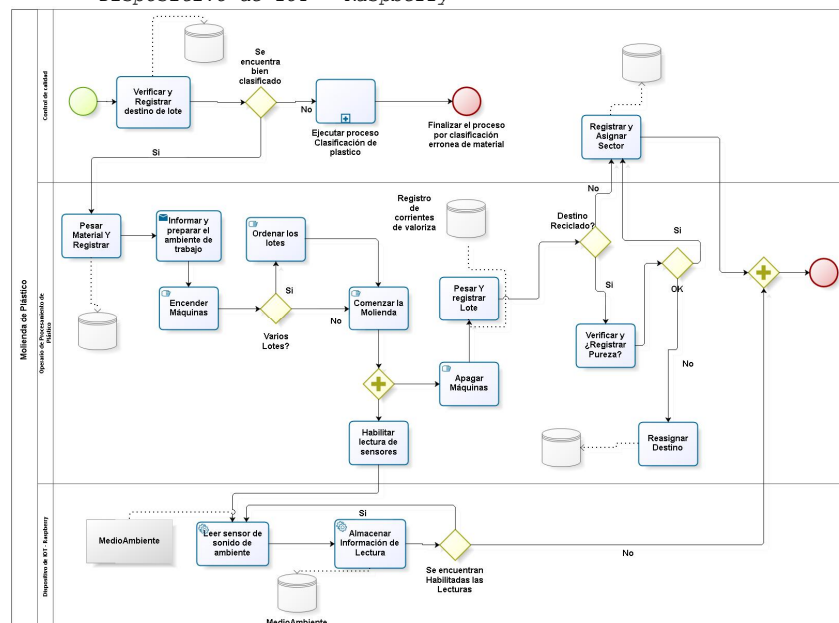 Dispositivo de IOT - Raspberry
Molienda de Plástico
Control de calidad
Se
encuentra
bien
clasificado
Verificar y
Registrar
destino de lote
No
Si
Ejecutar proceso
Clasificación de
plastico
Finalizar el proceso
por clasificación
erronea de material
Registrar y
Asignar
Sector
Operario de Procesamiento de
Plástico
Pesar
Material Y
Registrar
Informar y
preparar el
ambiente de
trabajo
Encender
Máquinas
Ordenar los
lotes
Si
No
Varios
Lotes?
Comenzar la
Molienda
Registro
de
corrientes
de valoriza
Pesar Y
registrar
Lote
Apagar
Máquinas
Habilitar
lectura de
sensores
No
Destino
Reciclado?
Si
Verificar y
¿Registrar
Pureza?
Si
OK
No
Reasignar
Destino
Dispositivo de IOT - Raspberry
MedioAmbiente
Leer sensor de
sonido de
ambiente
Si
Almacenar
Información de
Lectura
Se encuentran
Habilitadas las
Lecturas
No
MedioAmbiente